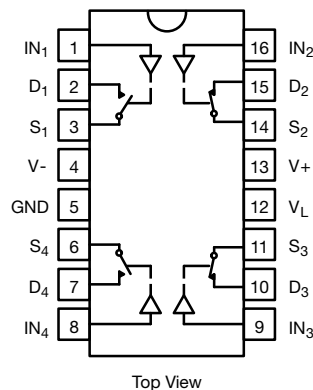 IN₁ 1 16 IN₂
D₁ 2 15 D₂
S₁ 3 14 S₂
V- 4 13 V+
GND 5 12 V_L
S₄ 6 11 S₃
D₄ 7 10 D₃
IN₄ 8 9 IN₃
Top View